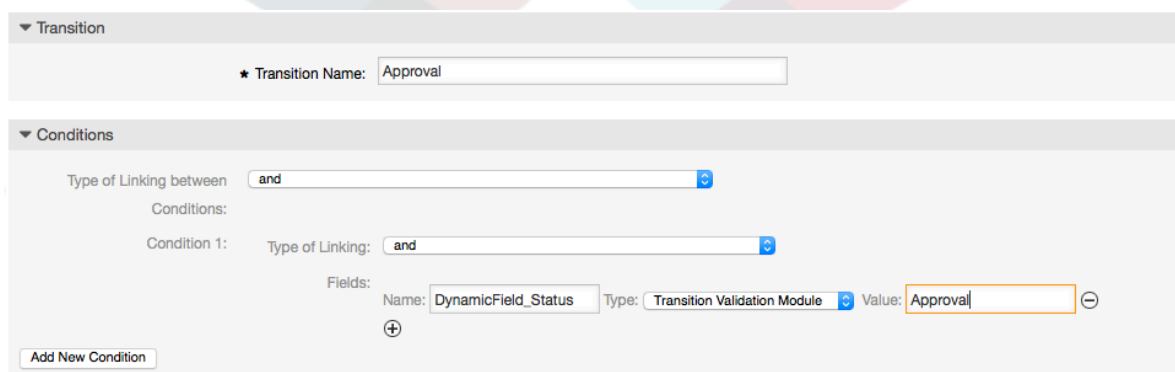 Transition
* Transition Name: Approval
Conditions
Type of Linking between Conditions: and
Condition 1: Type of Linking: and
Fields:
Name: DynamicField_Status Type: Transition Validation Module Value: Approval
Add New Condition